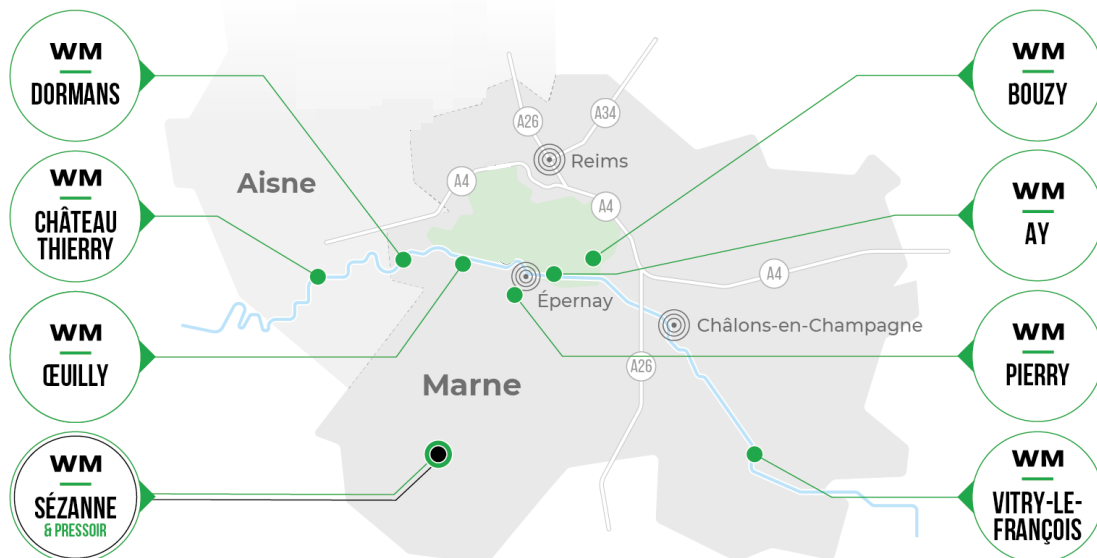 WM
DORMANS
WM
CHÂTEAU
THIERRY
WM
ŒUILLY
WM
SÉZANNE
& PRESSOIR
Aisne
Marne
A26
A34
Reims
A4
A4
A4
Épernay
Châlons-en-Champagne
A26
WM
BOUZY
WM
AY
WM
PIERRY
WM
VITRY-LE-
FRANÇOIS